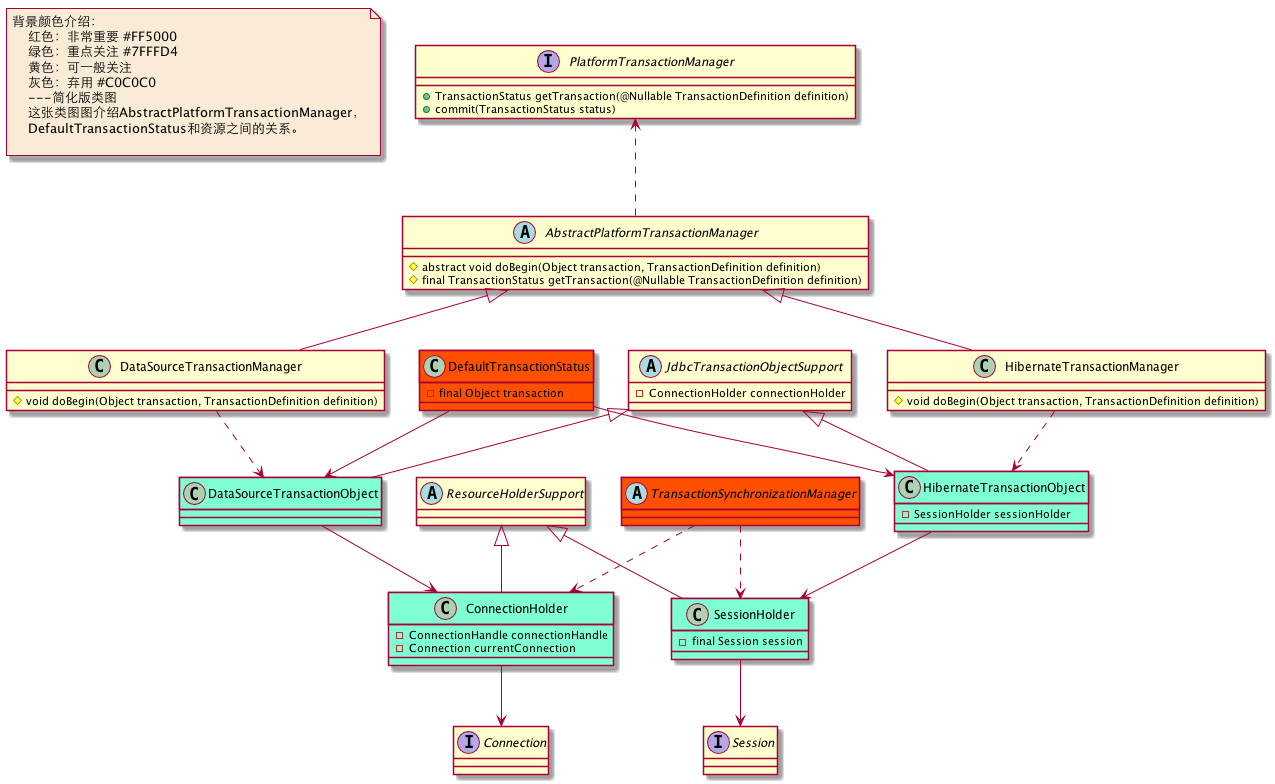 背景颜色介绍：
红色：非常重要 #FF5000
绿色：重点关注 #7FFFD4
黄色：可一般关注
灰色：弃用 #C0C0C0
---简化版类图
这张类图图介绍AbstractPlatformTransactionManager，
DefaultTransactionStatus和资源之间的关系。
I PlatformTransactionManager
TransactionStatus getTransaction(@Nullable TransactionDefinition definition)
commit(TransactionStatus status)
A AbstractPlatformTransactionManager
abstract void doBegin(Object transaction, TransactionDefinition definition)
final TransactionStatus getTransaction(@Nullable TransactionDefinition definition)
C DataSourceTransactionManager
void doBegin(Object transaction, TransactionDefinition definition)
C DefaultTransactionStatus
final Object transaction
A JdbcTransactionObjectSupport
ConnectionHolder connectionHolder
C HibernateTransactionManager
void doBegin(Object transaction, TransactionDefinition definition)
C DataSourceTransactionObject
A ResourceHolderSupport
A TransactionSynchronizationManager
C HibernateTransactionObject
SessionHolder sessionHolder
C ConnectionHolder
ConnectionHandle connectionHandle
Connection currentConnection
C SessionHolder
final Session session
I Connection
I Session